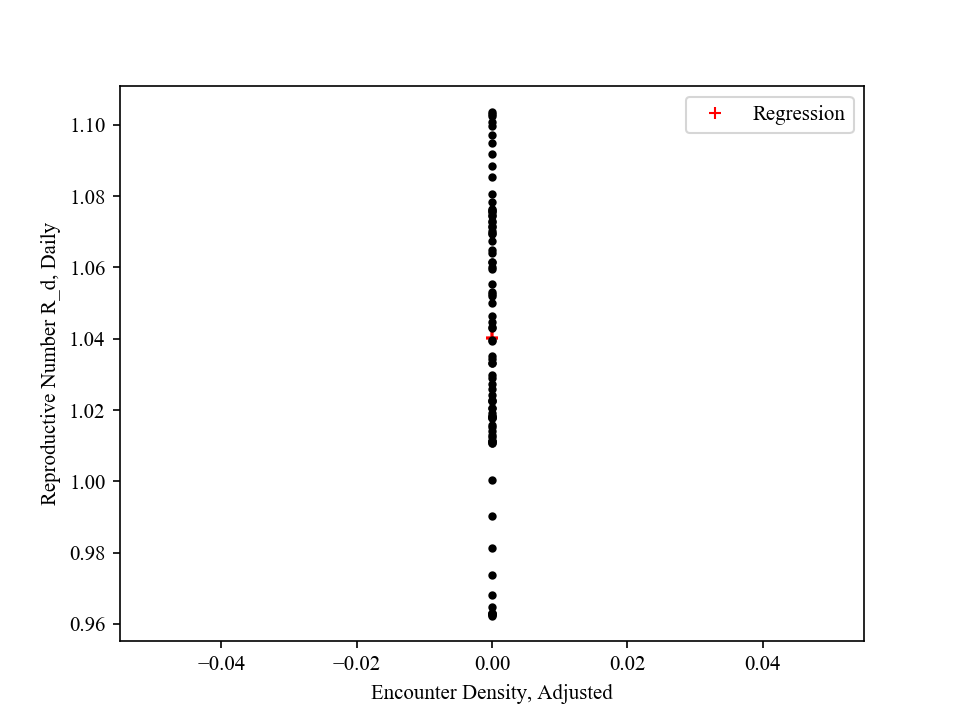 Regression
1.10
1.08
1.06
1.04
1.02
1.00
0.98
0.96
Reproductive Number R_d, Daily
−0.04 −0.02 0.00 0.02 0.04
Encounter Density, Adjusted